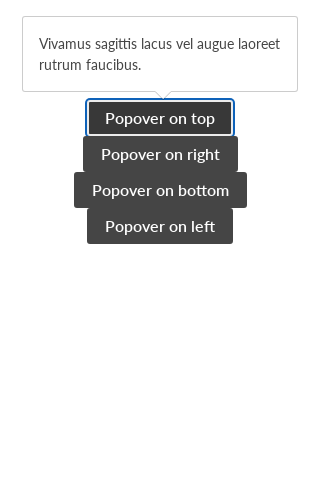 Vivamus sagittis lacus vel augue laoreet
rutrum faucibus.
Popover on top
Popover on right
Popover on bottom
Popover on left